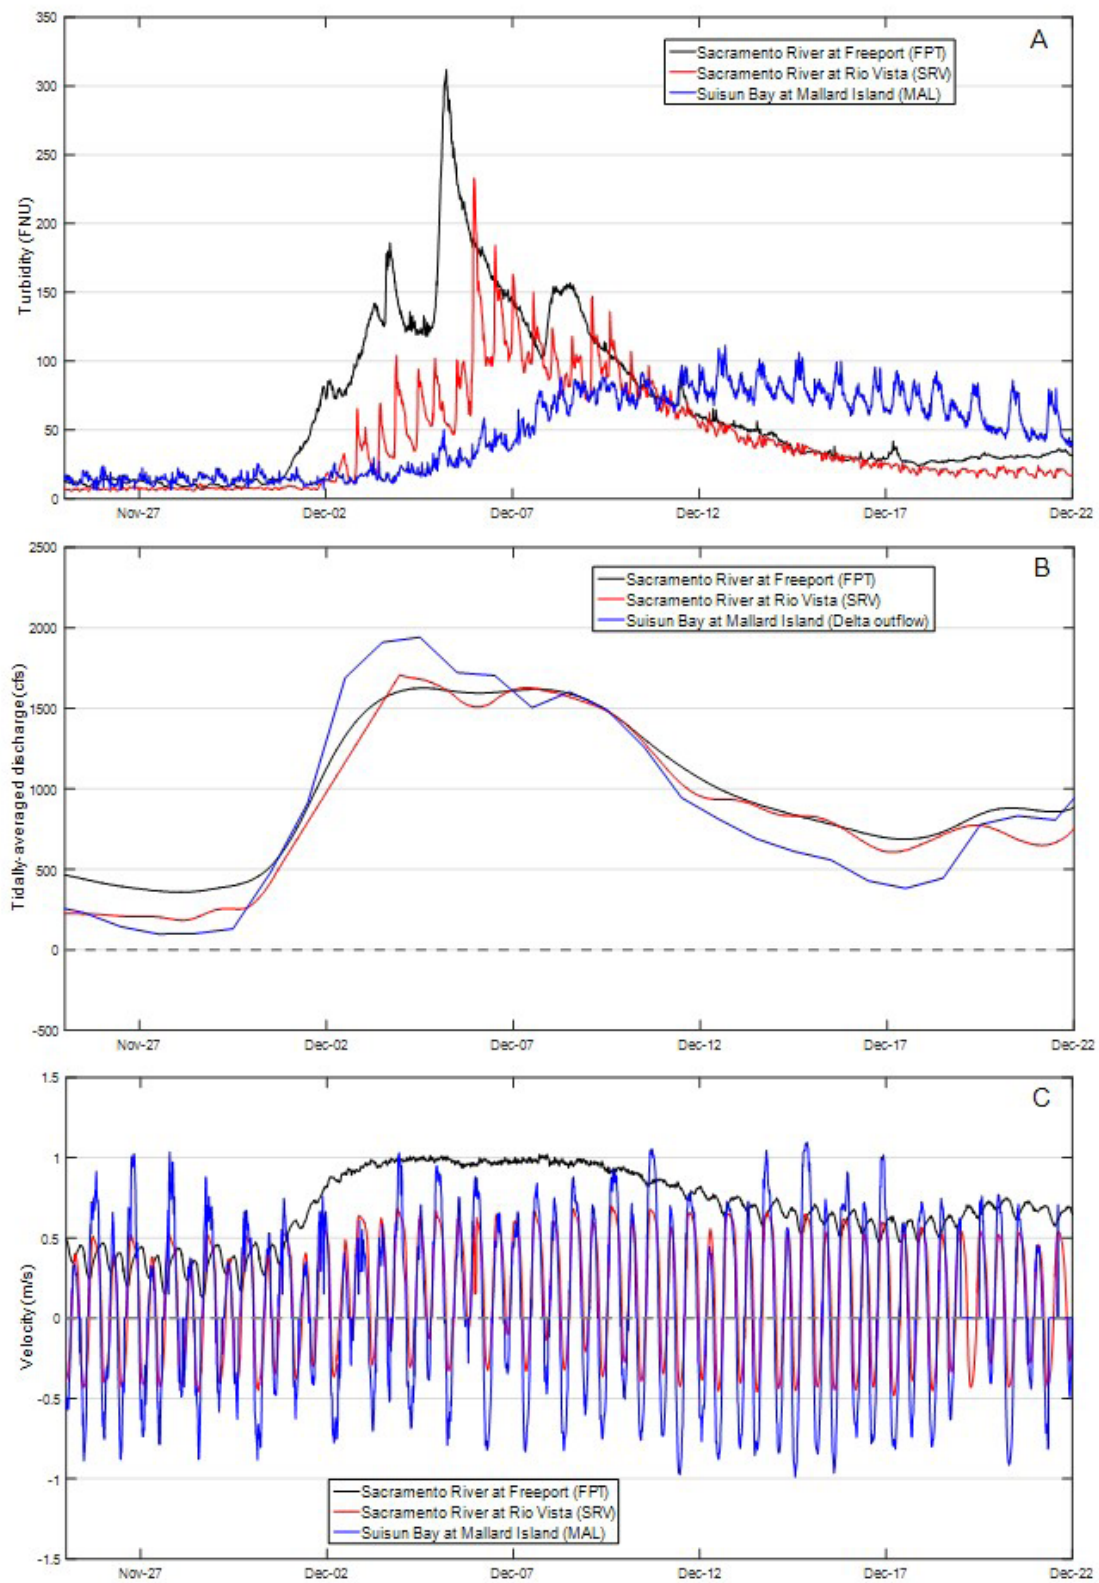 A
Sacramento River at Freeport (FPT)
Sacramento River at Rio Vista (SRV)
Suisun Bay at Mallard Island (MAL)
Turbidity (FNU)
350
300
250
200
150
100
50
0
Nov-27 Dec-02 Dec-07 Dec-12 Dec-17 Dec-22
B
Sacramento River at Freeport (FPT)
Sacramento River at Rio Vista (SRV)
Suisun Bay at Mallard Island (Delta outflow)
Tidally-averaged discharge (cfs)
2500
2000
1500
1000
500
0
-500
Nov-27 Dec-02 Dec-07 Dec-12 Dec-17 Dec-22
C
Velocity (m/s)
1.5
1
0.5
0
-0.5
-1
-1.5
Sacramento River at Freeport (FPT)
Sacramento River at Rio Vista (SRV)
Suisun Bay at Mallard Island (MAL)
Nov-27 Dec-02 Dec-07 Dec-12 Dec-17 Dec-22